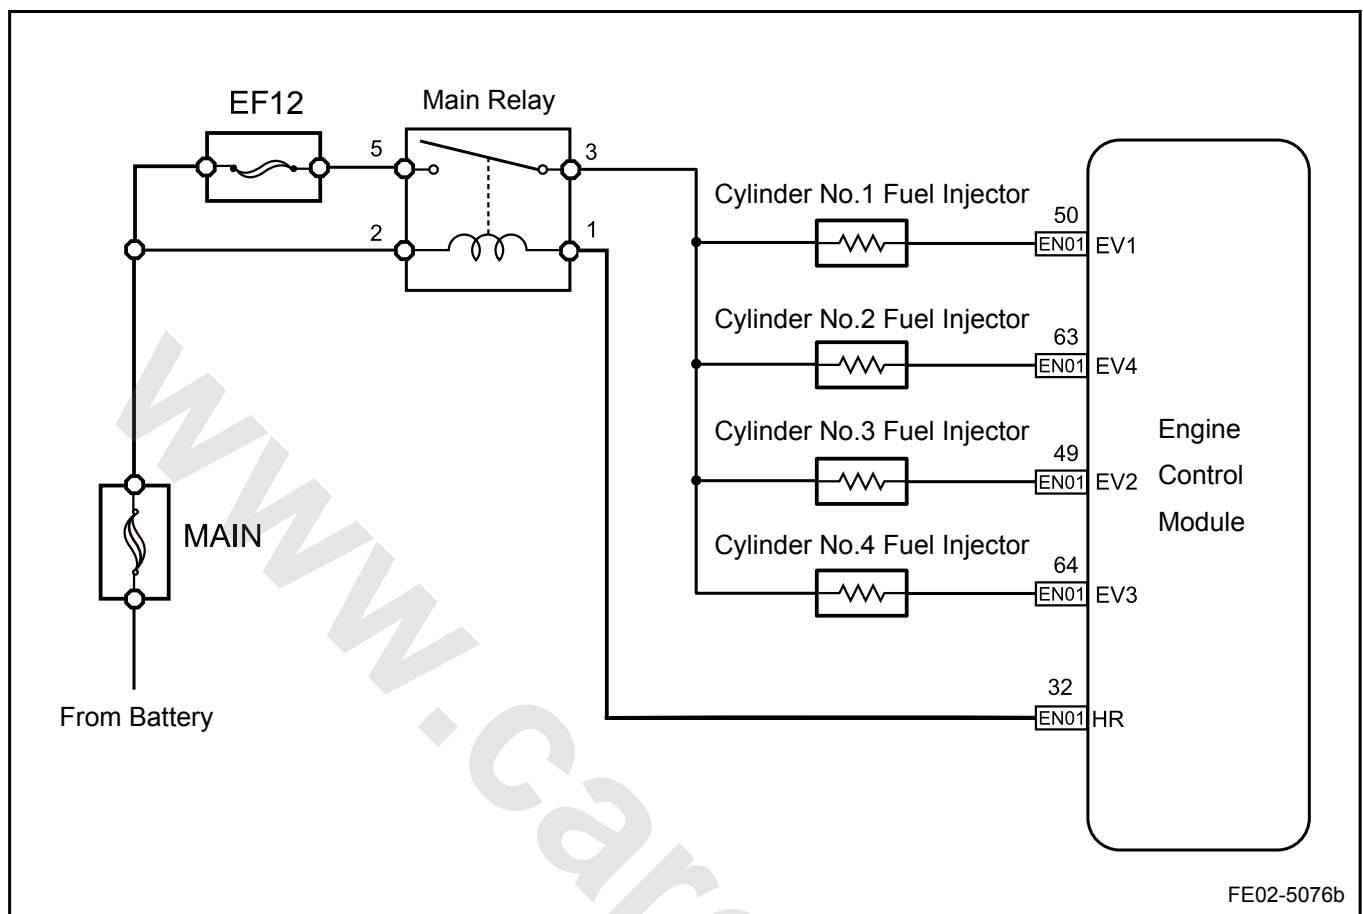 EF12
Main Relay
5
3
2
1
Cylinder No.1 Fuel Injector
50
EN01 EV1
Cylinder No.2 Fuel Injector
63
EN01 EV4
Cylinder No.3 Fuel Injector
49
EN01 EV2
Cylinder No.4 Fuel Injector
64
EN01 EV3
Engine
Control
Module
MAIN
From Battery
32
EN01 HR
FE02-5076b
www.car